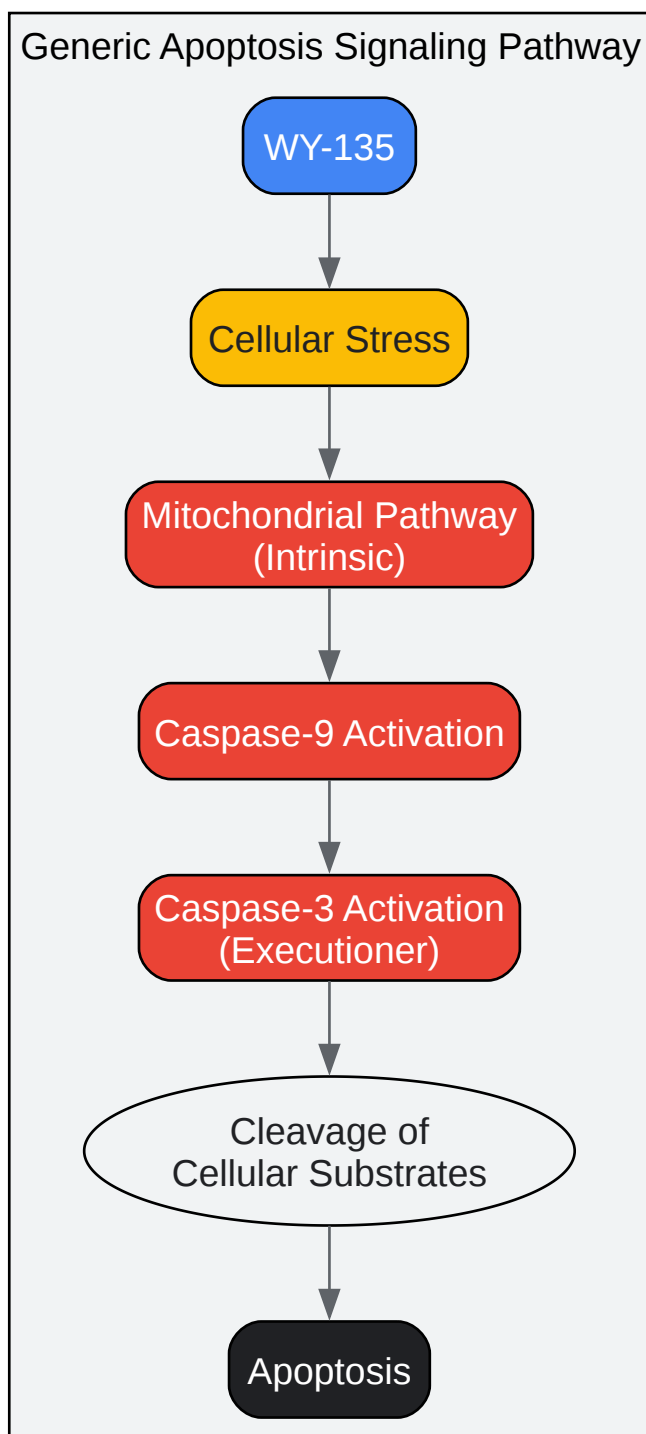 Generic Apoptosis Signaling Pathway
WY-135
Cellular Stress
Mitochondrial Pathway
(Intrinsic)
Caspase-9 Activation
Caspase-3 Activation
(Executioner)
Cleavage of
Cellular Substrates
Apoptosis